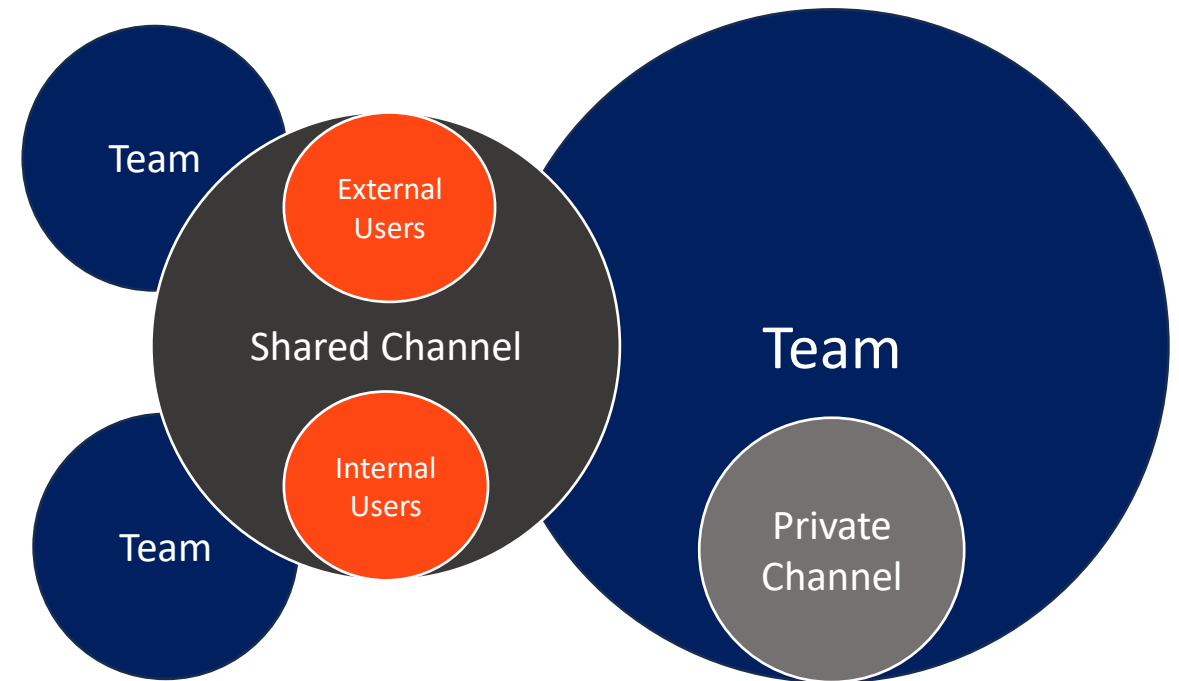 Team
External
Users
Shared Channel
Team
Internal
Users
Team
Private
Channel